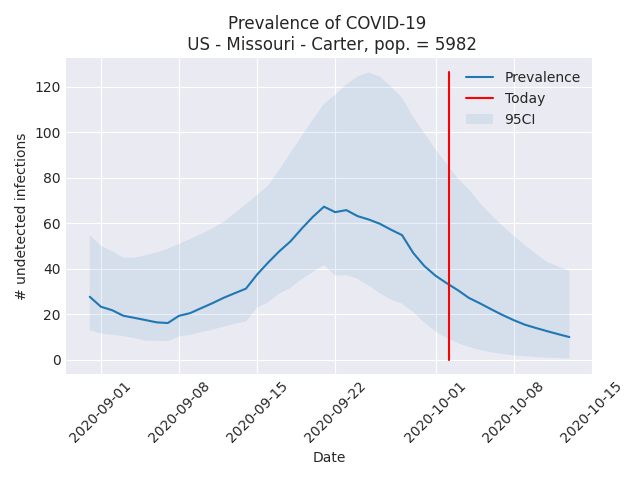 Prevalence of COVID-19
US - Missouri - Carter, pop. = 5982
Prevalence
Today
95CI
# undetected infections
120
100
80
60
40
20
0
2020-09-01
2020-09-08
2020-09-15
2020-09-22
2020-10-01
2020-10-08
2020-10-15
Date